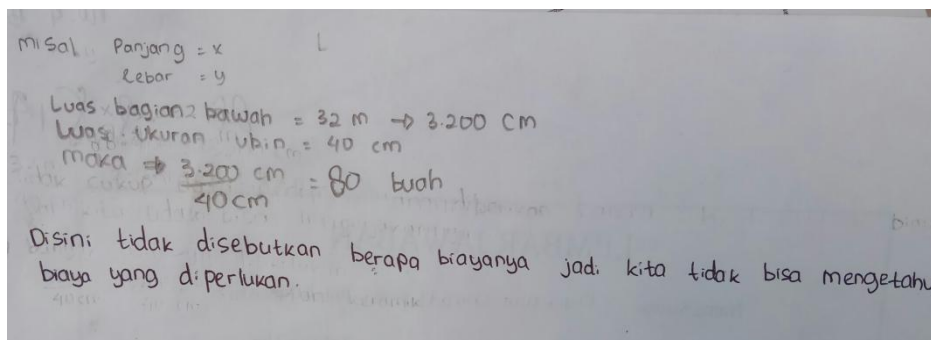 misal Panjang = x
lebar = y
Luas bagian2 bawah = 32 m → 3.200 cm
Luas ukuran ubin = 40 cm
maka ⇒ 3.200 cm / 40 cm = 80 buah
Disini tidak disebutkan berapa biayanya jadi kita tidak bisa mengetahu
biaya yang diperlukan.